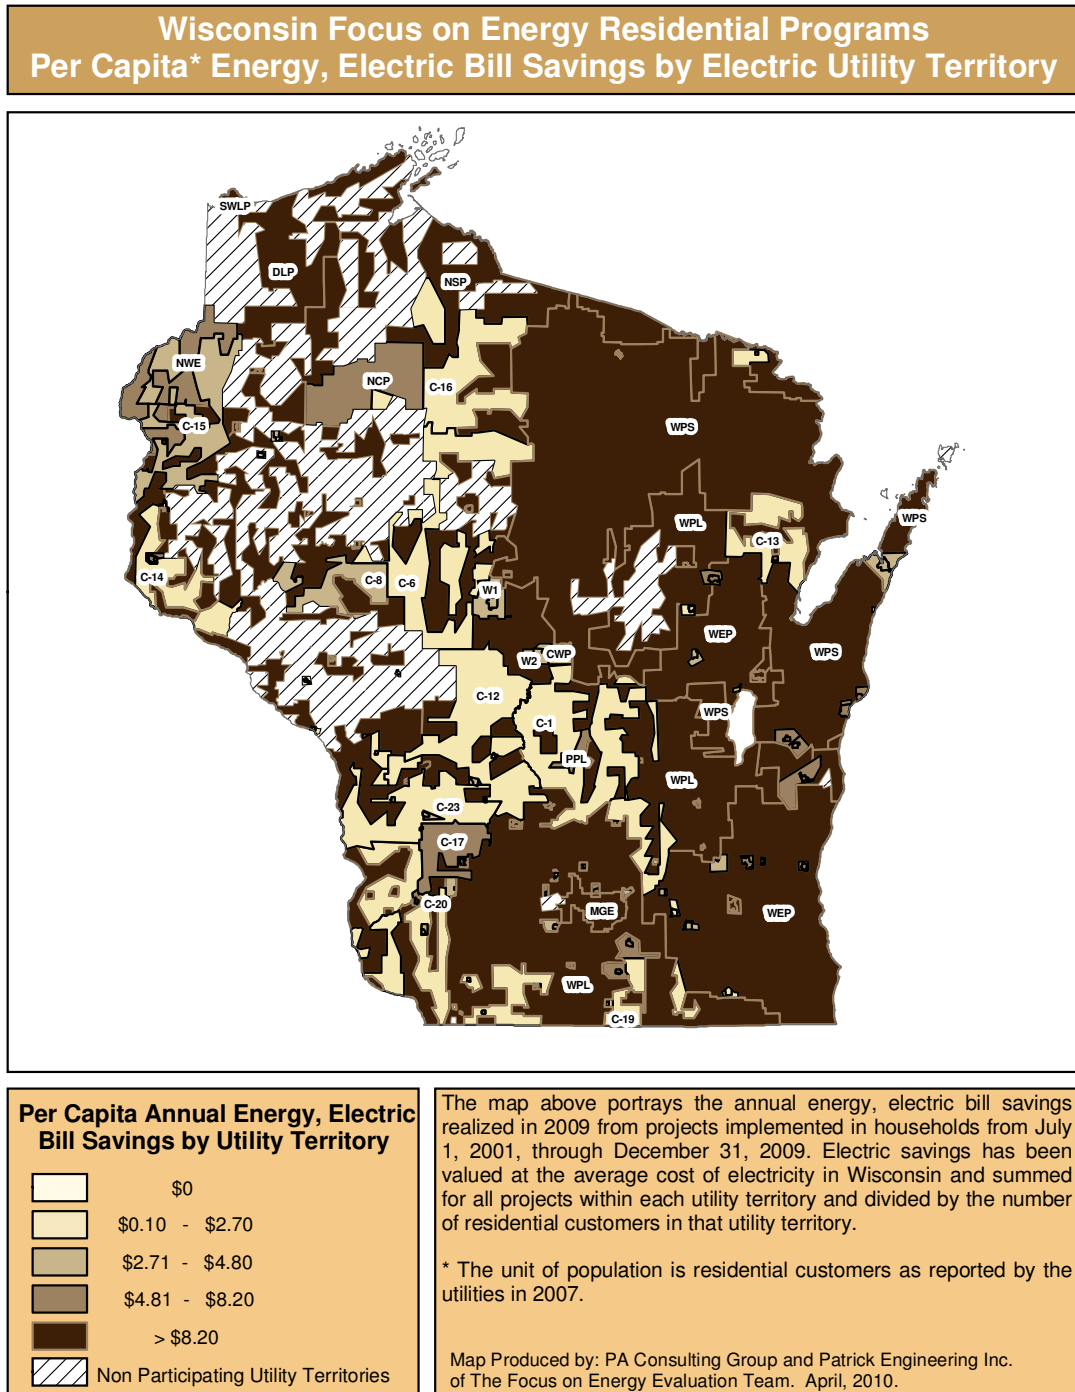 Wisconsin Focus on Energy Residential Programs
Per Capita* Energy, Electric Bill Savings by Electric Utility Territory
SWLP
DLP
NSP
NWE
NCP
C-16
C-15
WPS
WPL
WPS
C-13
C-14
C-8
C-6
W1
WEP
WPS
W2
CWP
C-12
C-1
WPS
PPL
WPL
C-23
C-17
C-20
MGE
WEP
WPL
C-19
Per Capita Annual Energy, Electric
Bill Savings by Utility Territory
$0
$0.10 - $2.70
$2.71 - $4.80
$4.81 - $8.20
> $8.20
Non Participating Utility Territories
The map above portrays the annual energy, electric bill savings
realized in 2009 from projects implemented in households from July
1, 2001, through December 31, 2009. Electric savings has been
valued at the average cost of electricity in Wisconsin and summed
for all projects within each utility territory and divided by the number
of residential customers in that utility territory.
* The unit of population is residential customers as reported by the
utilities in 2007.
Map Produced by: PA Consulting Group and Patrick Engineering Inc.
of The Focus on Energy Evaluation Team. April, 2010.